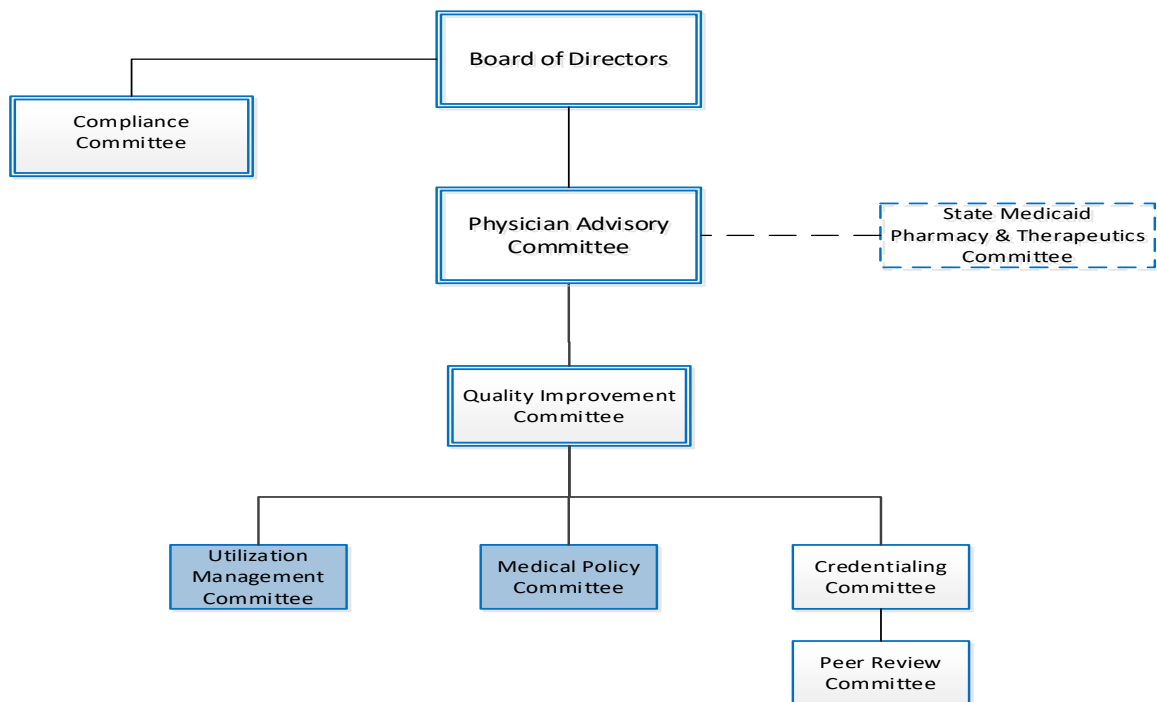 Board of Directors
Compliance
Committee
Physician Advisory
Committee
State Medicaid
Pharmacy & Therapeutics
Committee
Quality Improvement
Committee
Utilization
Management
Committee
Medical Policy
Committee
Credentialing
Committee
Peer Review
Committee